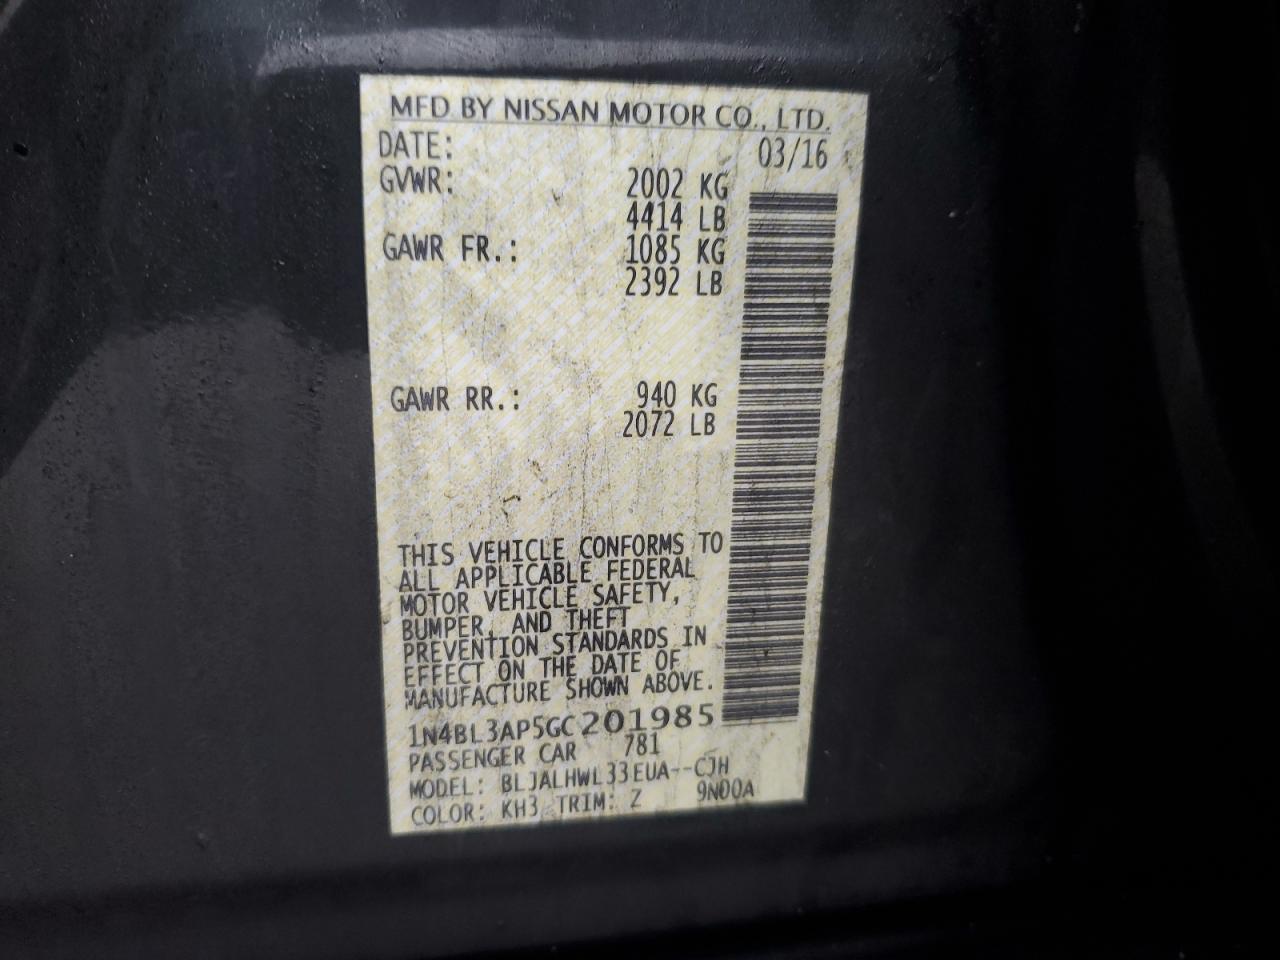 MFD BY NISSAN MOTOR CO., LTD.
DATE: 03/16
GVWR: 2002 KG
4414 LB
GAWR FR.: 1085 KG
2392 LB
GAWR RR.: 940 KG
2072 LB
THIS VEHICLE CONFORMS TO
ALL APPLICABLE FEDERAL
MOTOR VEHICLE SAFETY,
BUMPER, AND THEFT
PREVENTION STANDARDS IN
EFFECT ON THE DATE OF
MANUFACTURE SHOWN ABOVE.
1N4BL3AP5GC201985
PASSENGER CAR 781
MODEL: BLJALHWL33EUA--CJH
COLOR: KH3 TRIM: Z 9N00A